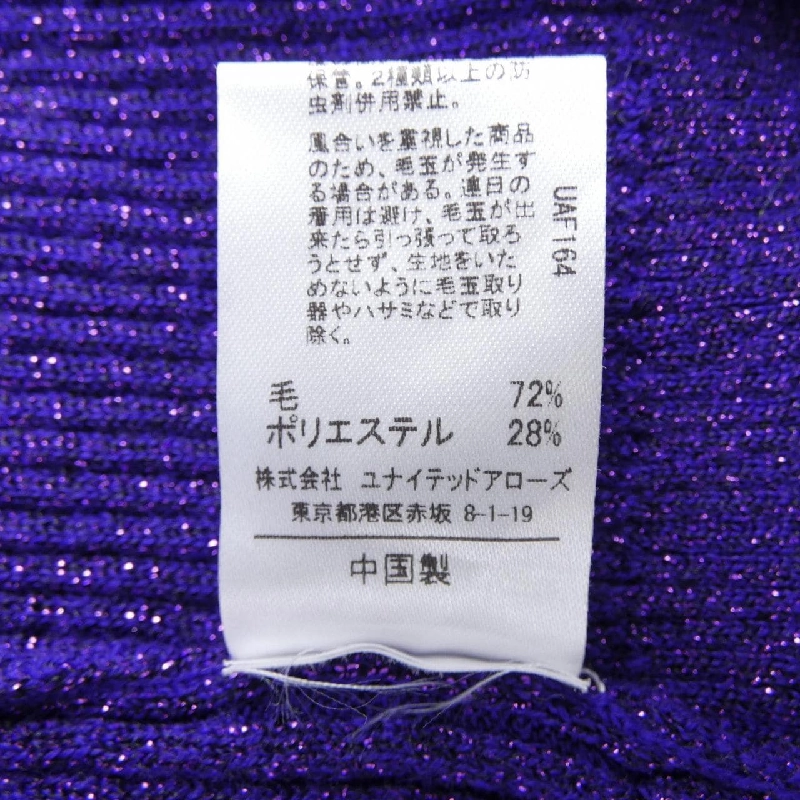 保管。2種類以上の防
虫剤併用禁止。
風合いを重視した商品
のため、毛玉が発生す
る場合がある。連日の
着用は避け、毛玉が出
来たら引っ張って取ろ
うとせず、生地をいた
めないように毛玉取り
器やハサミなどで取り
除く。
UAF164
毛 72%
ポリエステル 28%
株式会社 ユナイテッドアローズ
東京都港区赤坂 8-1-19
中国製